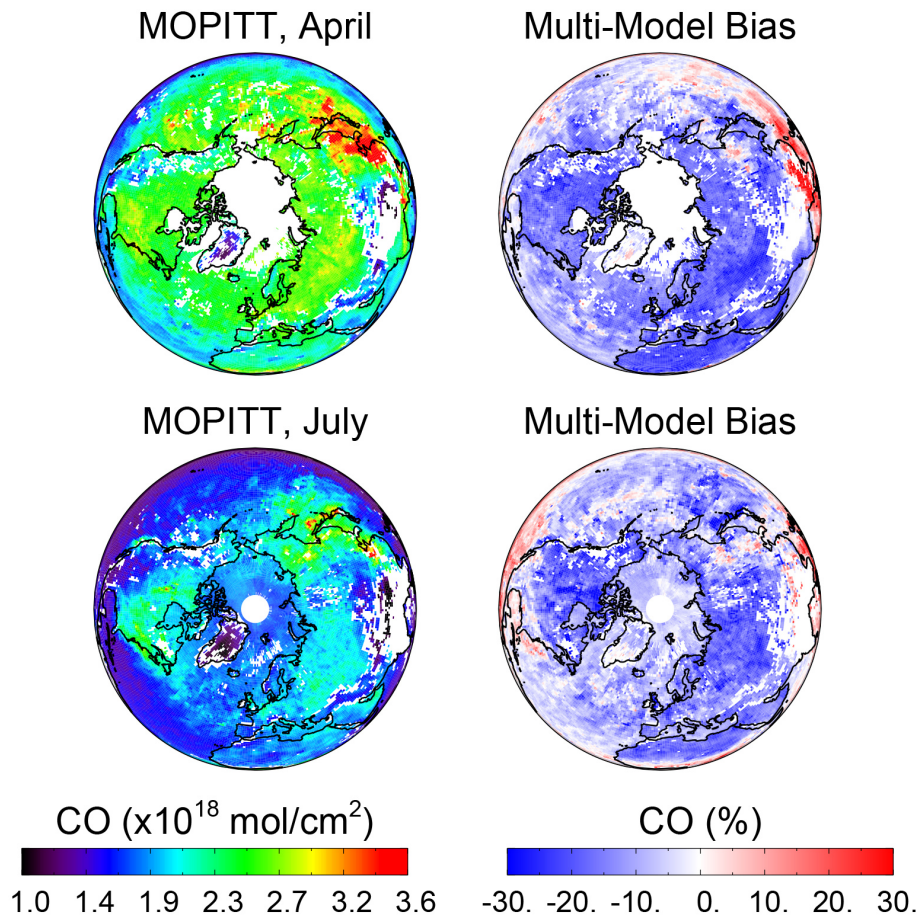 MOPITT, April
Multi-Model Bias
MOPITT, July
Multi-Model Bias
CO (x10¹⁸ mol/cm²)
CO (%)
1.0 1.4 1.9 2.3 2.7 3.2 3.6
-30. -20. -10. 0. 10. 20. 30.